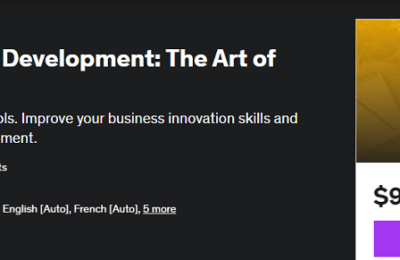 Development: The Art of
ols. Improve your business innovation skills and
ment.
ts
English [Auto], French [Auto], 5 more
$9